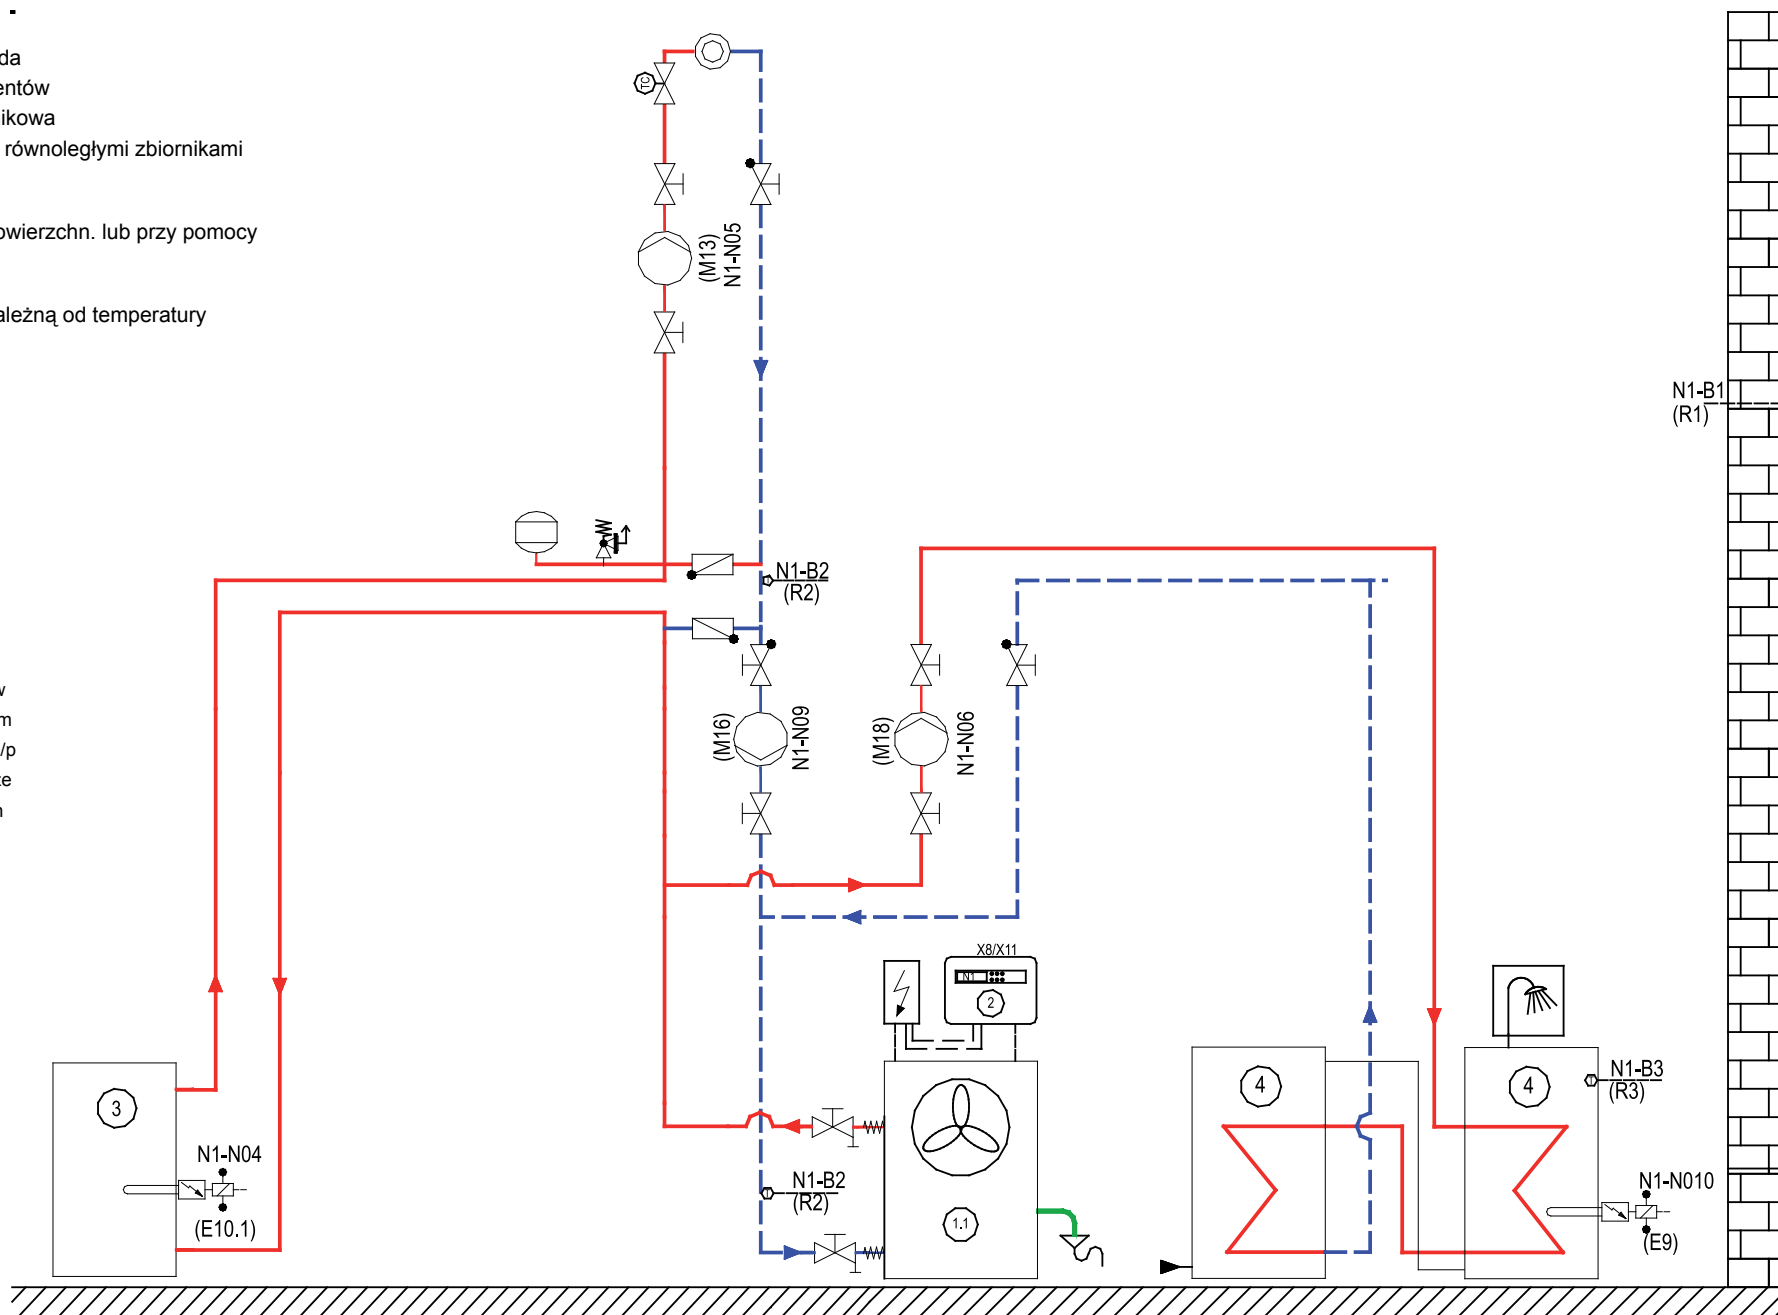 da
entów
ikowa
równoległymi zbiornikami
owierzchn. lub przy pomocy
ależną od temperatury
TC
(M13)
N1-N05
N1-B1
(R1)
N1-B2
(R2)
w
m
/p
że
n
(M16)
N1-N09
(M18)
N1-N06
X8/X11
N1
2
3
4
4
N1-B3
(R3)
N1-N04
(E10.1)
N1-B2
(R2)
1.1
N1-N010
(E9)